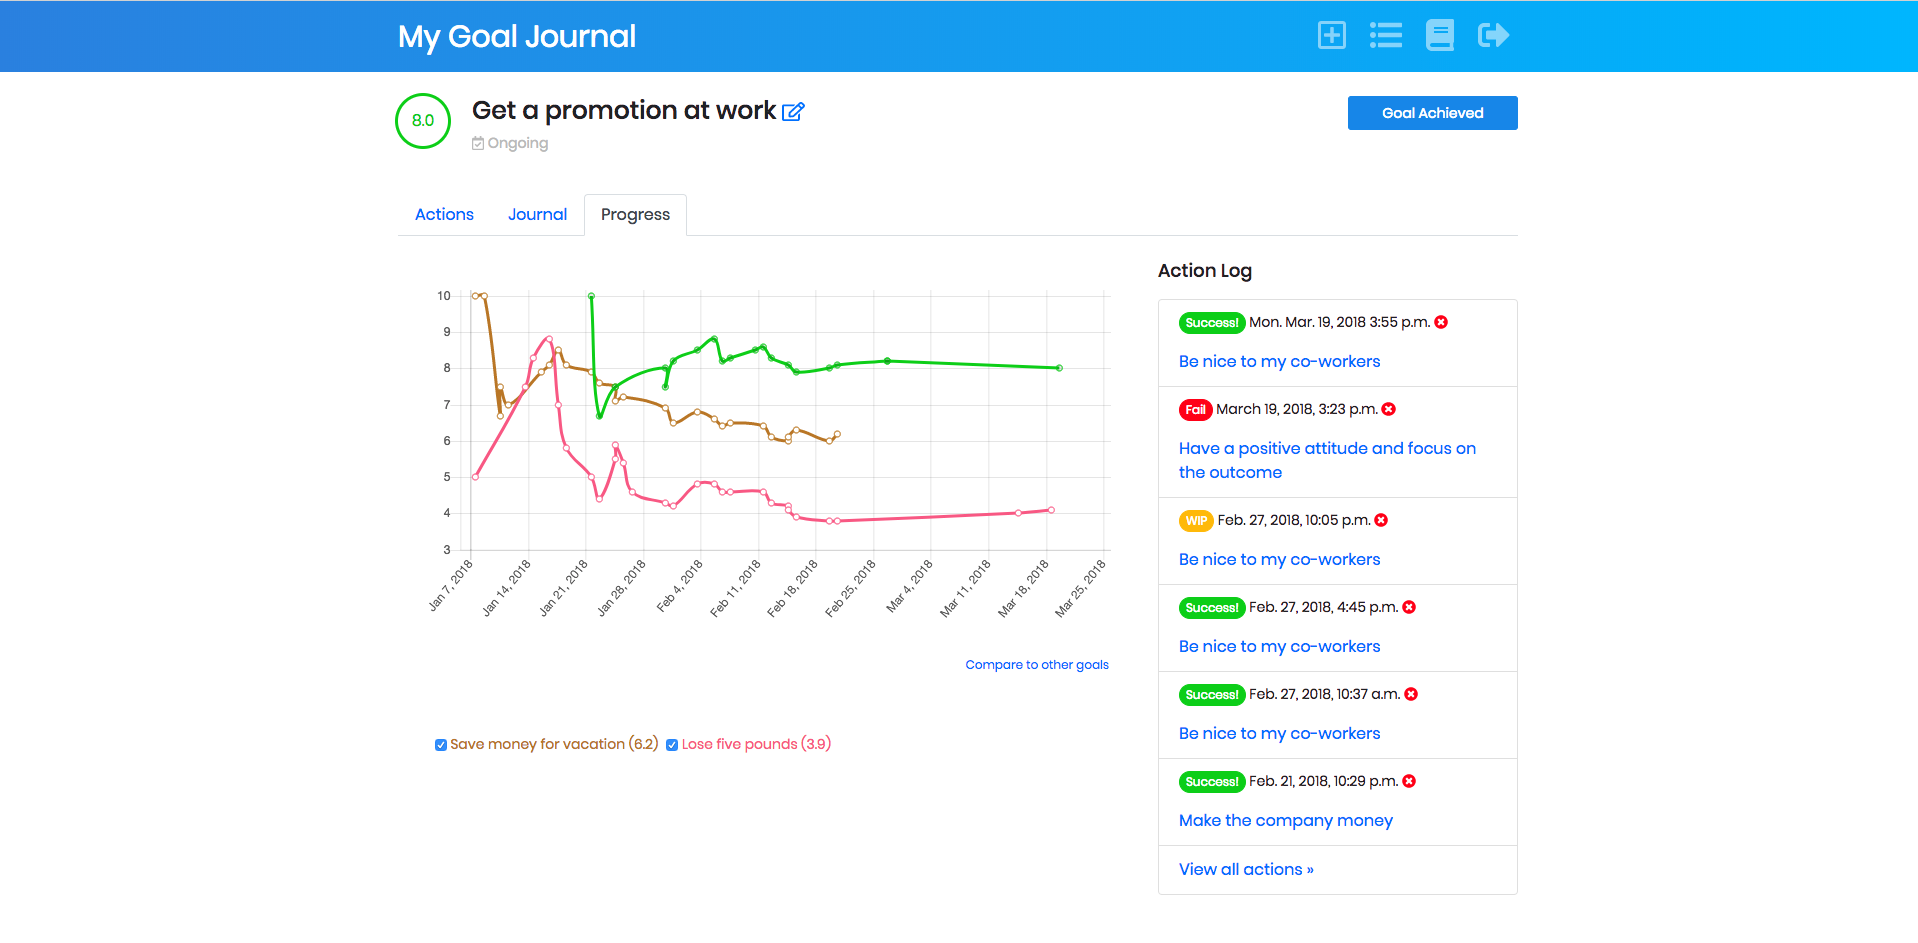 My Goal Journal
8.0
Get a promotion at work
Ongoing
Goal Achieved
Actions
Journal
Progress
10
9
8
7
6
5
4
3
Jan 7, 2018
Jan 14, 2018
Jan 21, 2018
Jan 28, 2018
Feb 4, 2018
Feb 11, 2018
Feb 18, 2018
Feb 25, 2018
Mar 4, 2018
Mar 11, 2018
Mar 18, 2018
Mar 25, 2018
Compare to other goals
Save money for vacation (6.2)
Lose five pounds (3.9)
Action Log
Success! Mon. Mar. 19, 2018 3:55 p.m.
Be nice to my co-workers
Fail March 19, 2018, 3:23 p.m.
Have a positive attitude and focus on
the outcome
WIP Feb. 27, 2018, 10:05 p.m.
Be nice to my co-workers
Success! Feb. 27, 2018, 4:45 p.m.
Be nice to my co-workers
Success! Feb. 27, 2018, 10:37 a.m.
Be nice to my co-workers
Success! Feb. 21, 2018, 10:29 p.m.
Make the company money
View all actions »